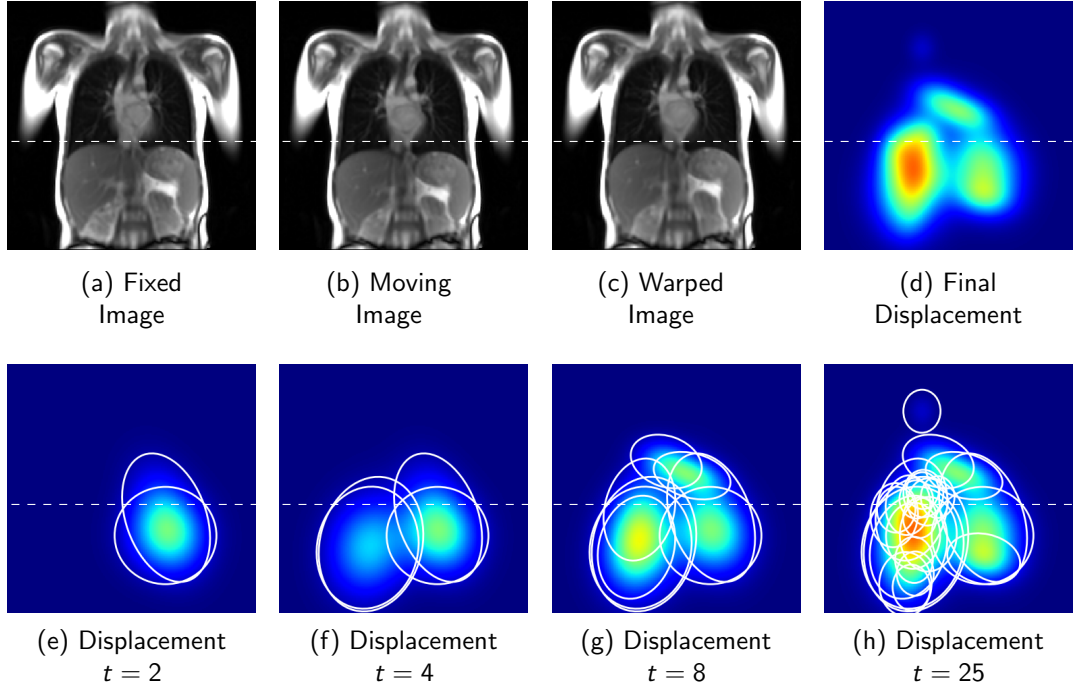 (a) Fixed
Image
(b) Moving
Image
(c) Warped
Image
(d) Final
Displacement
(e) Displacement
t = 2
(f) Displacement
t = 4
(g) Displacement
t = 8
(h) Displacement
t = 25